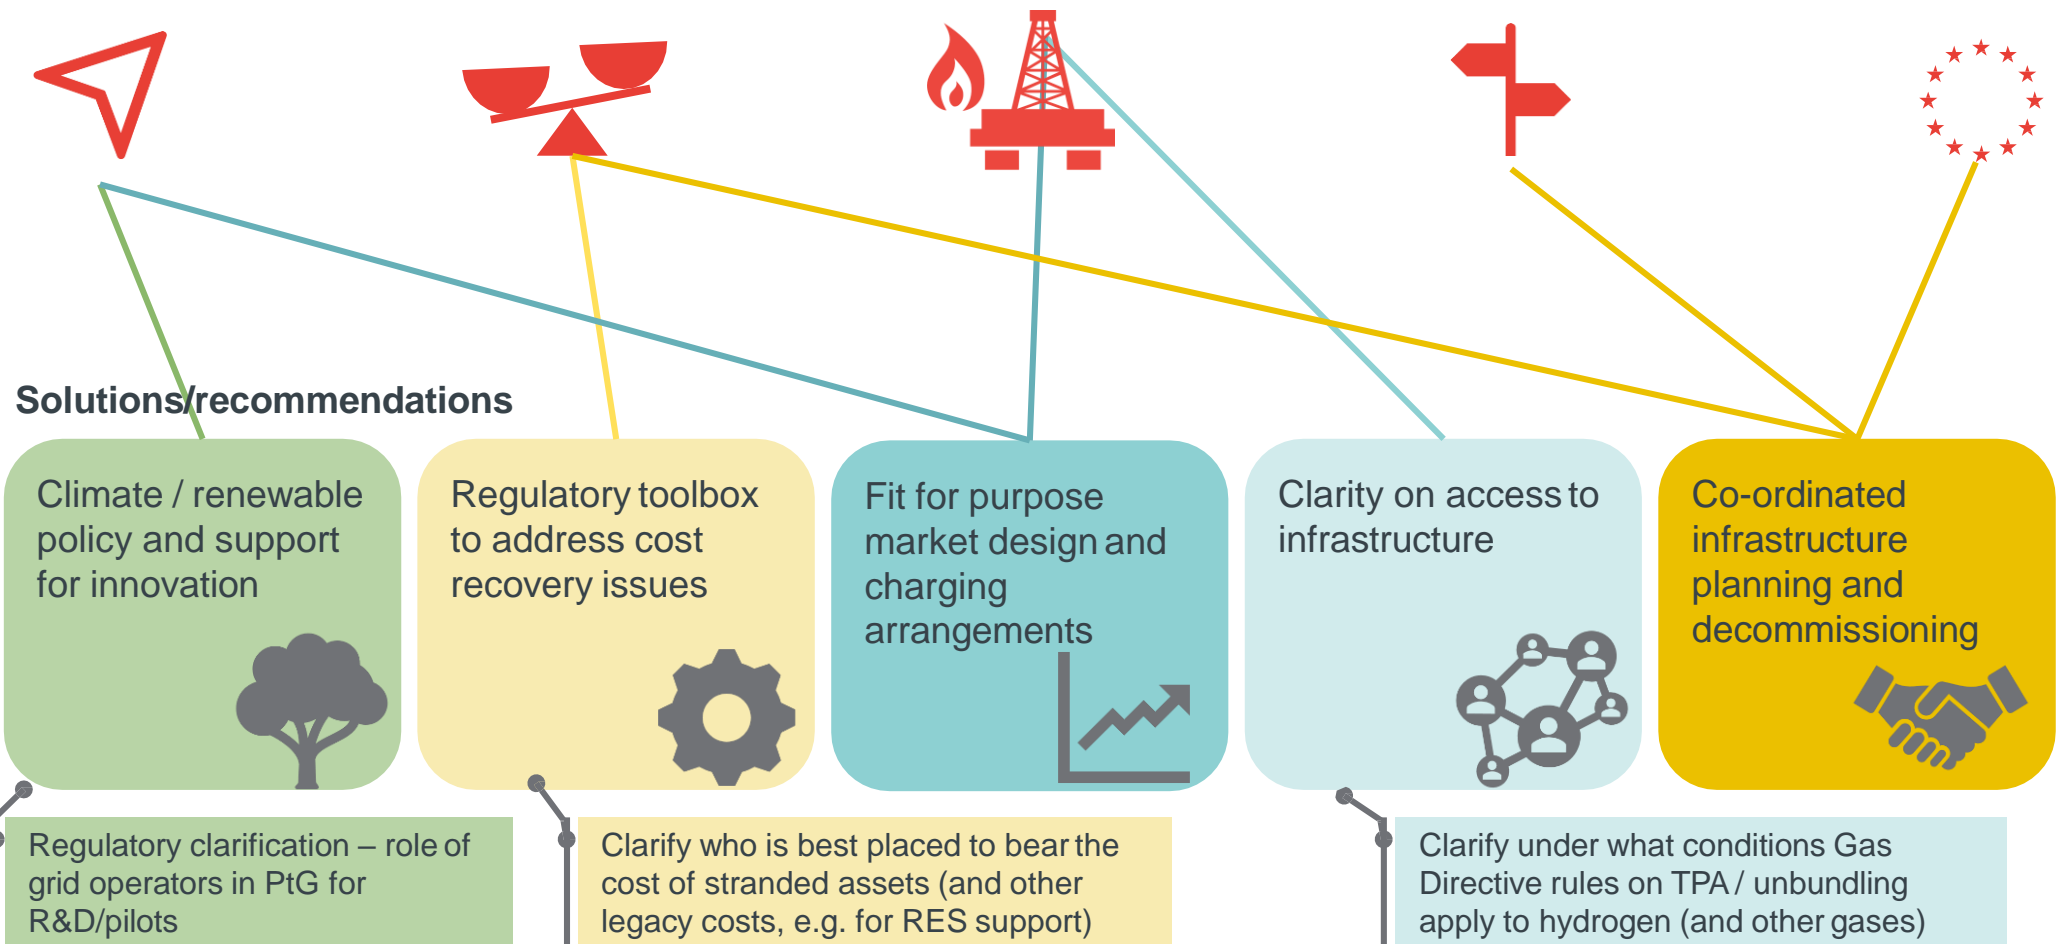 Solutions/recommendations
Climate / renewable
policy and support
for innovation
Regulatory toolbox
to address cost
recovery issues
Fit for purpose
market design and
charging
arrangements
Clarity on access to
infrastructure
Co-ordinated
infrastructure
planning and
decommissioning
Regulatory clarification – role of
grid operators in PtG for
R&D/pilots
Clarify who is best placed to bear the
cost of stranded assets (and other
legacy costs, e.g. for RES support)
Clarify under what conditions Gas
Directive rules on TPA / unbundling
apply to hydrogen (and other gases)